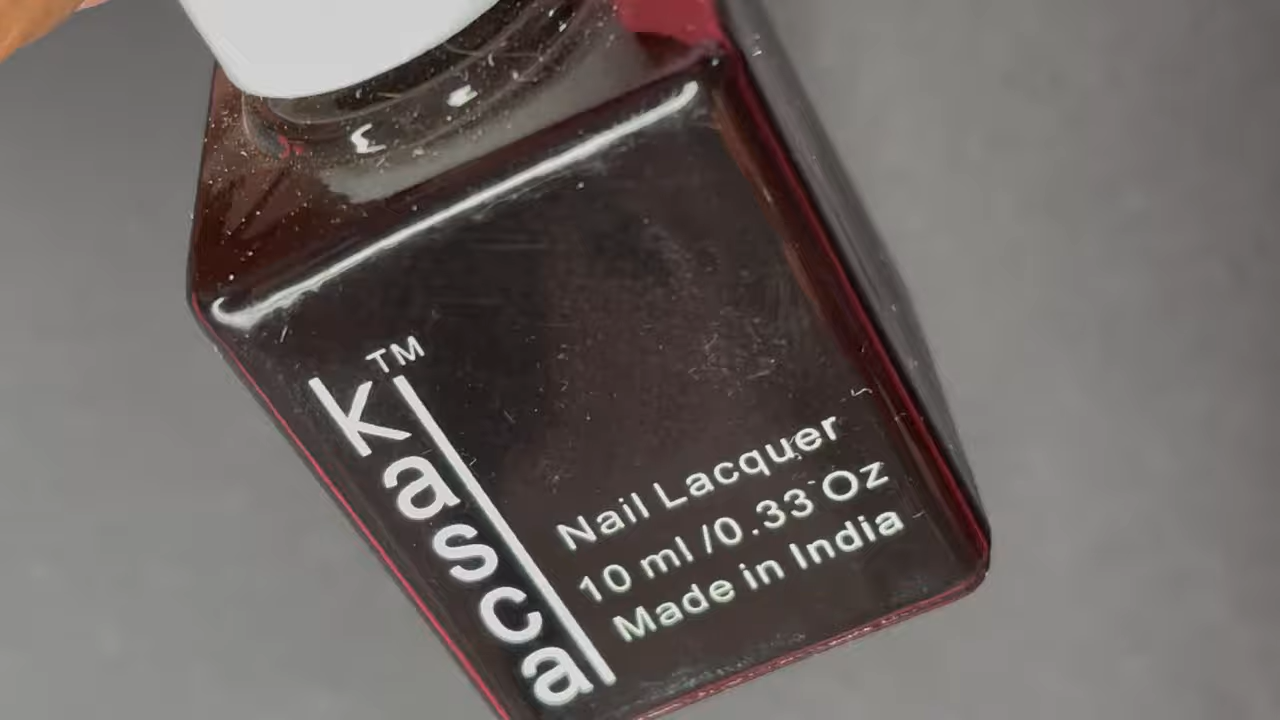 kasca™
Nail Lacquer
10 ml /0.33 Oz
Made in India